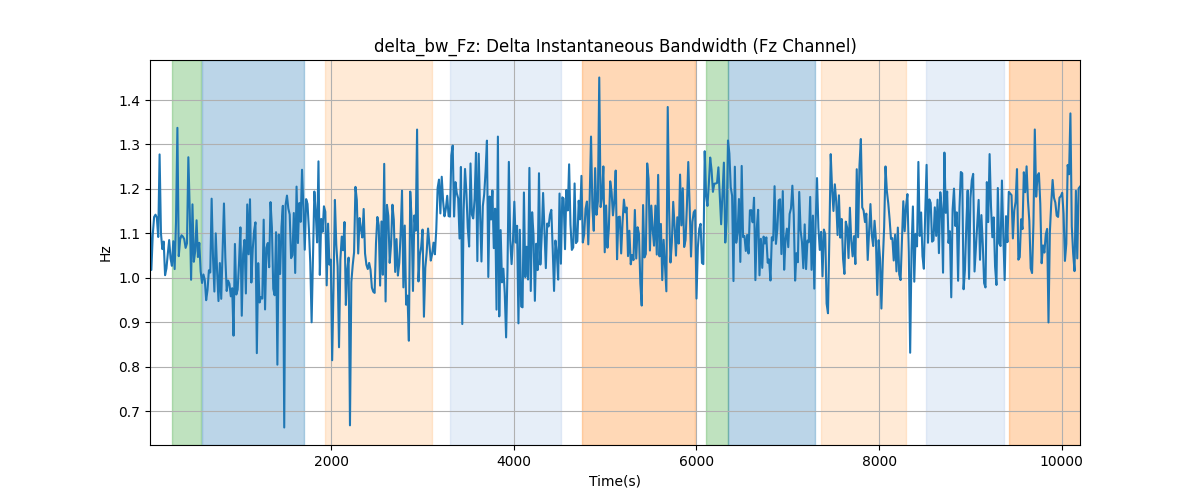 delta_bw_Fz: Delta Instantaneous Bandwidth (Fz Channel)
1.4
1.3
1.2
1.1
1.0
0.9
0.8
0.7
Hz
2000 4000 6000 8000 10000
Time(s)